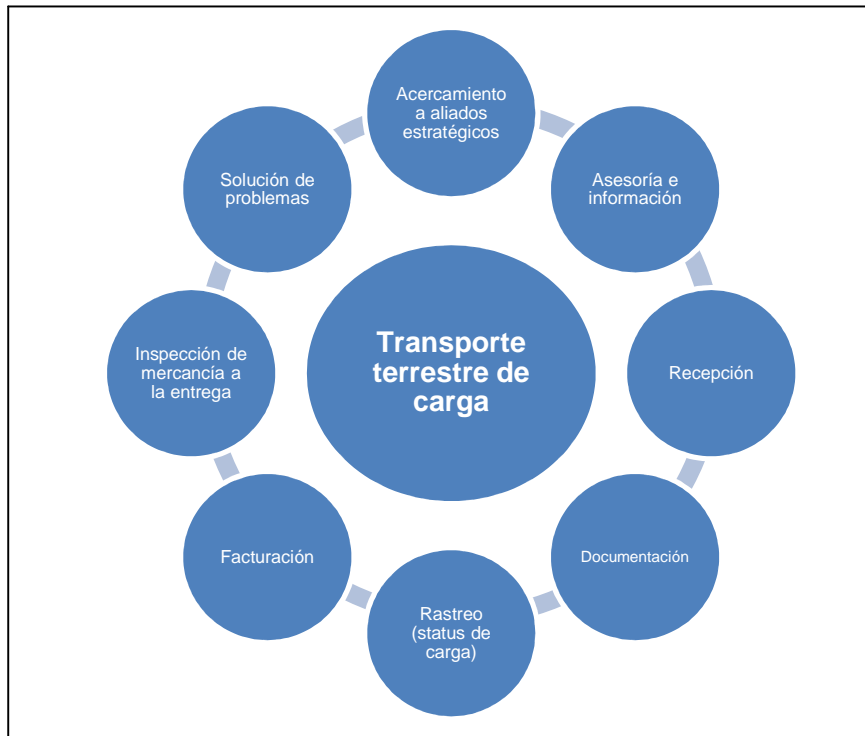 Acercamiento
a aliados
estratégicos
Asesoría e
información
Recepción
Documentación
Rastreo
(status de
carga)
Facturación
Inspección de
mercancía a
la entrega
Solución de
problemas
Transporte
terrestre de
carga